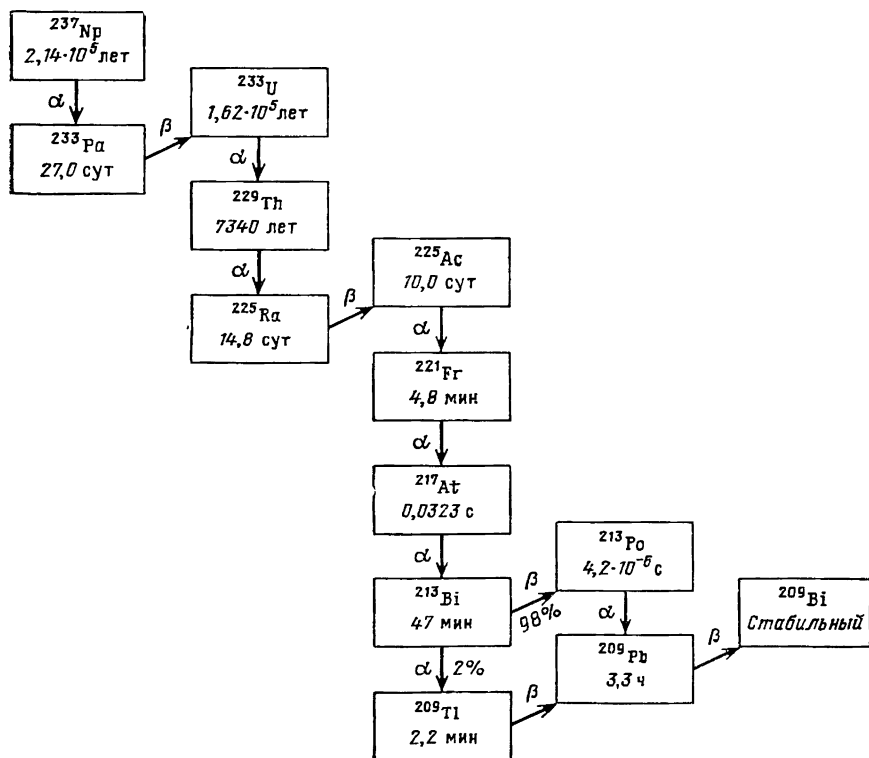 ²³⁷Np
2,14·10⁵ лет
α
²³³Pa
27,0 сут
β
²³³U
1,62·10⁵ лет
α
²²⁹Th
7340 лет
α
²²⁵Ra
14,8 сут
β
²²⁵Ac
10,0 сут
α
²²¹Fr
4,8 мин
α
²¹⁷At
0,0323 с
α
²¹³Bi
47 мин
β
98%
²¹³Po
4,2·10⁻⁶ с
α
α 2%
²⁰⁹Tl
2,2 мин
β
²⁰⁹Pb
3,3 ч
β
²⁰⁹Bi
Стабильный